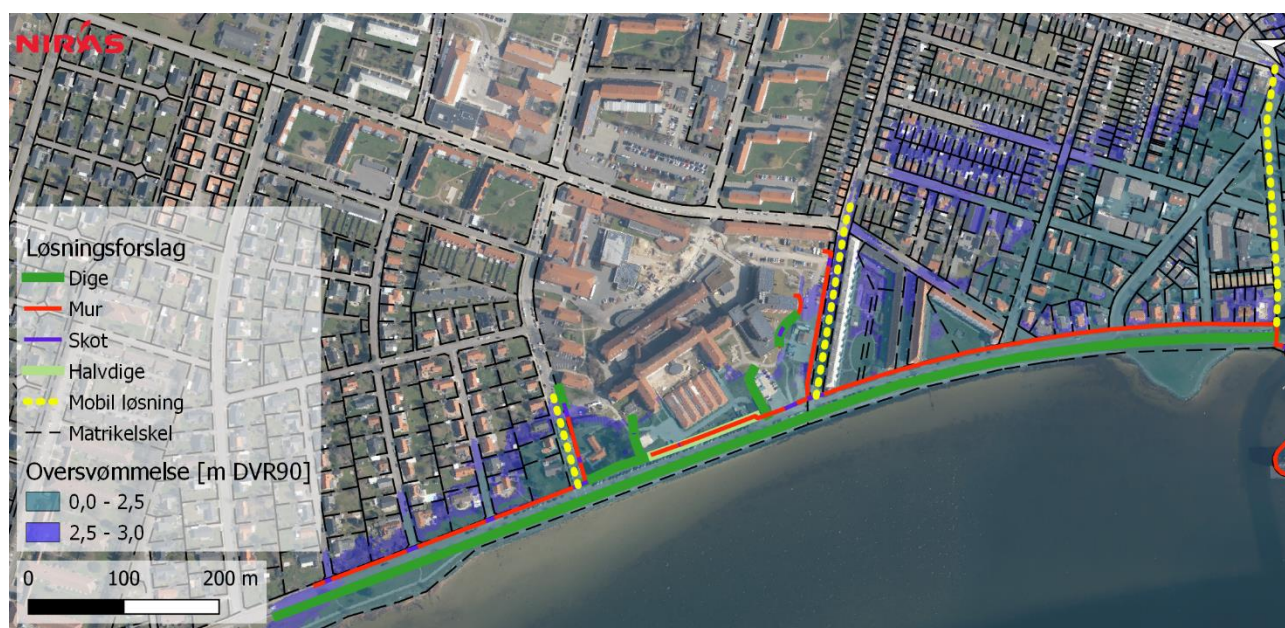 NIRÁS
Løsningsforslag
Dige
Mur
Skot
Halvdige
Mobil løsning
Matrikelskel
Oversvømmelse [m DVR90]
0,0 - 2,5
2,5 - 3,0
0 100 200 m